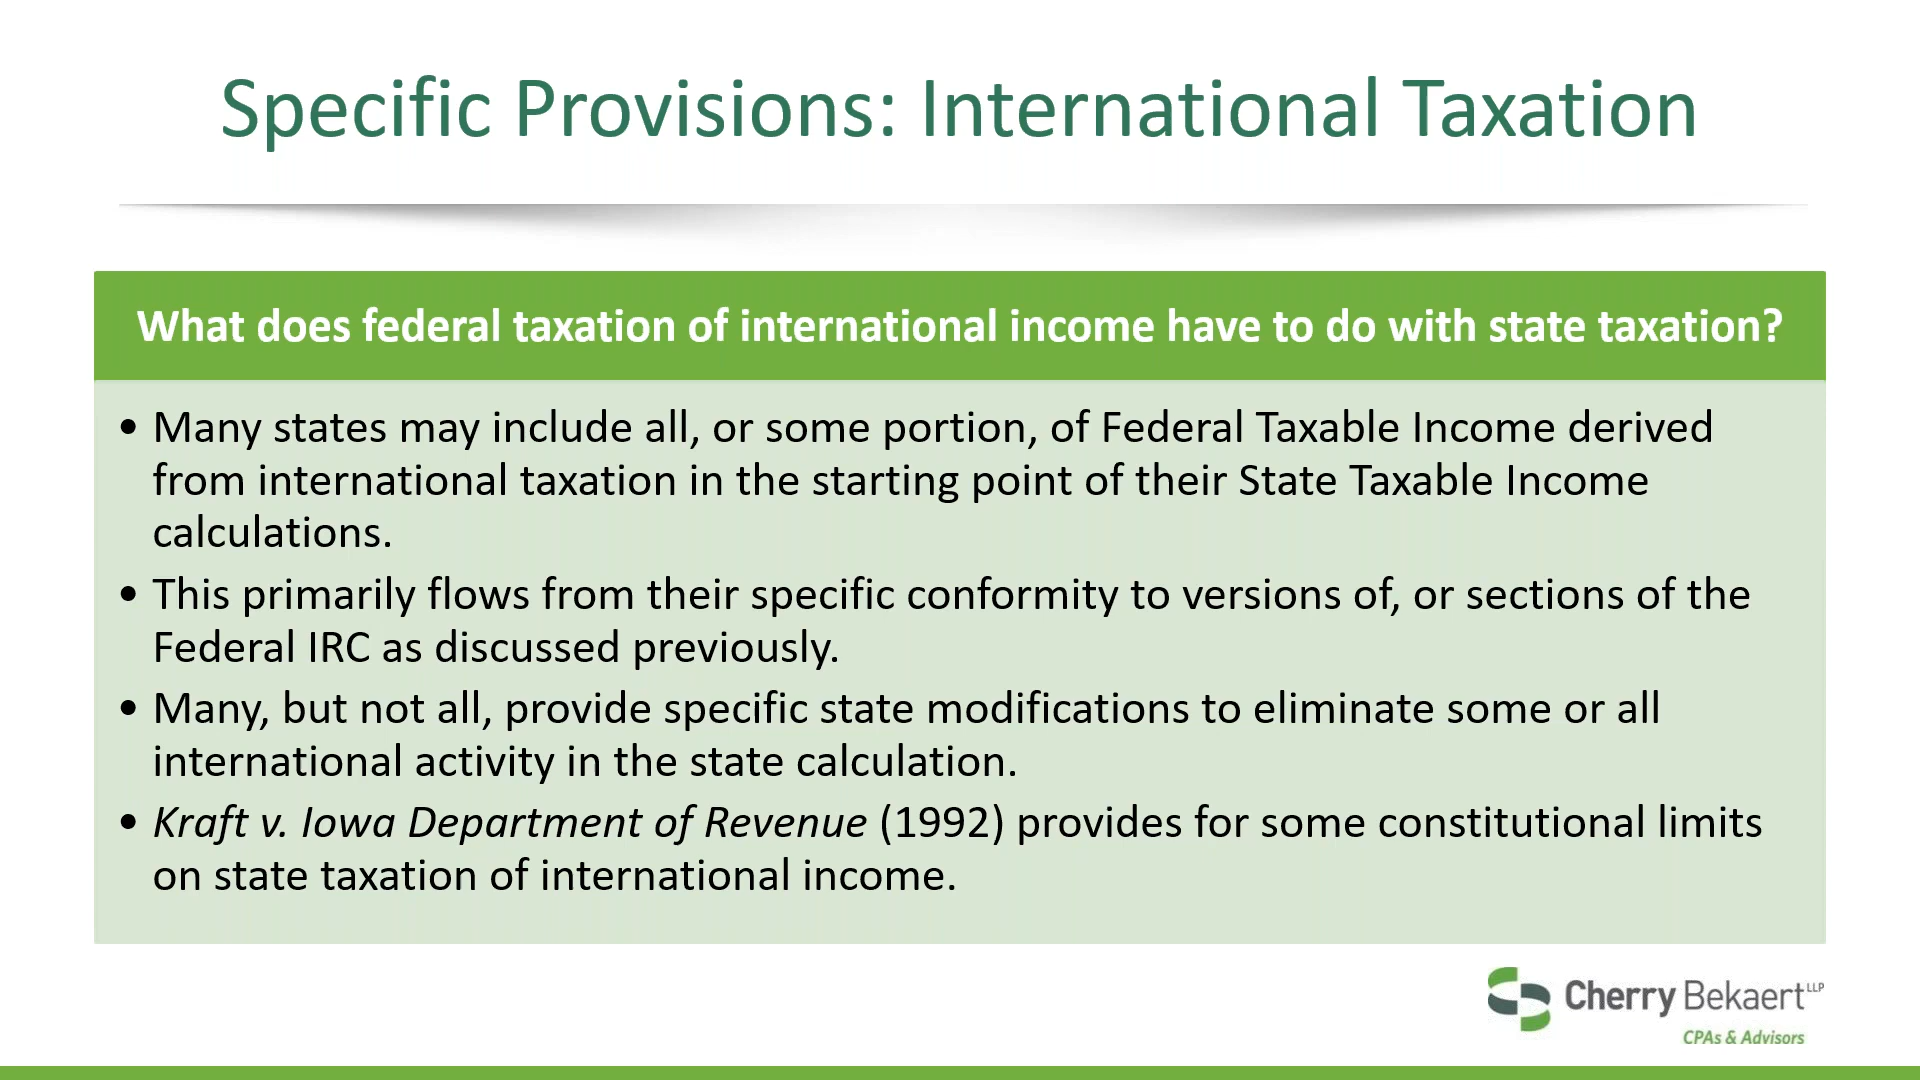 Specific Provisions: International Taxation
What does federal taxation of international income have to do with state taxation?
• Many states may include all, or some portion, of Federal Taxable Income derived
from international taxation in the starting point of their State Taxable Income
calculations.
• This primarily flows from their specific conformity to versions of, or sections of the
Federal IRC as discussed previously.
• Many, but not all, provide specific state modifications to eliminate some or all
international activity in the state calculation.
• Kraft v. Iowa Department of Revenue (1992) provides for some constitutional limits
on state taxation of international income.
Cherry Bekaert LLP
CPAs & Advisors